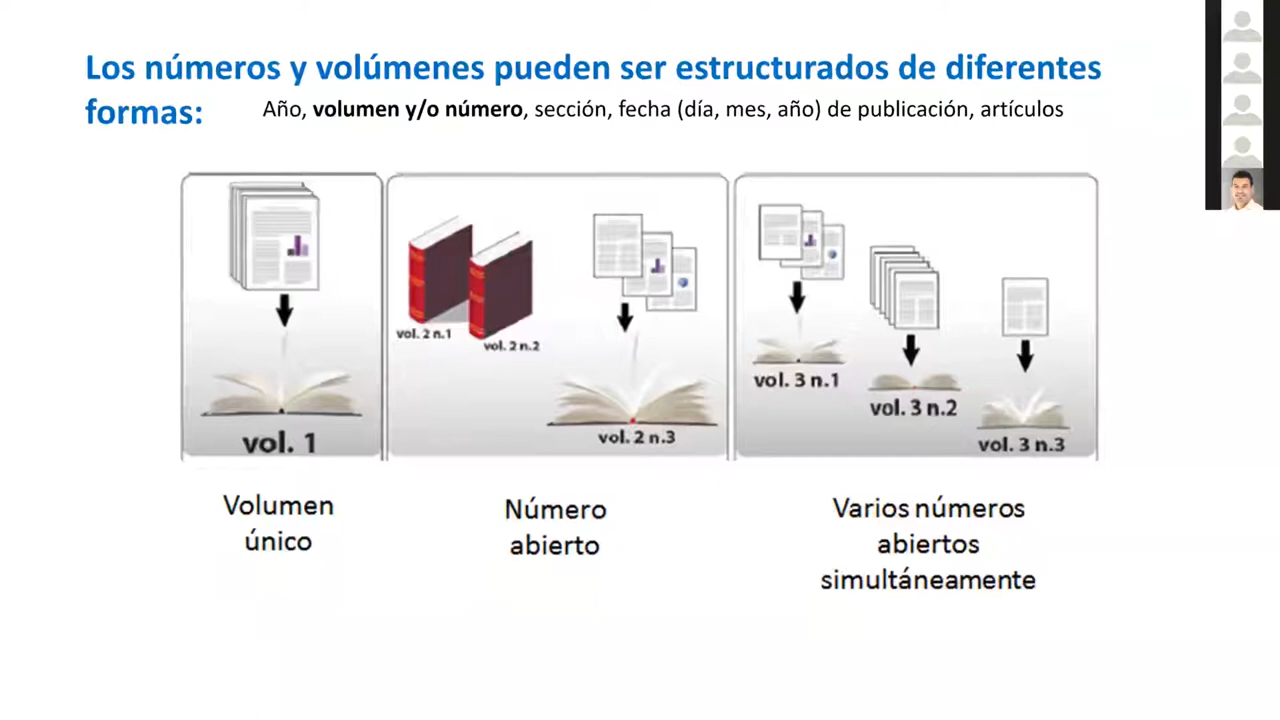 Los números y volúmenes pueden ser estructurados de diferentes
formas:
Año, volumen y/o número, sección, fecha (día, mes, año) de publicación, artículos
vol. 1
vol. 2 n.1
vol. 2 n.2
vol. 2 n.3
vol. 3 n.1
vol. 3 n.2
vol. 3 n.3
Volumen
único
Número
abierto
Varios números
abiertos
simultáneamente